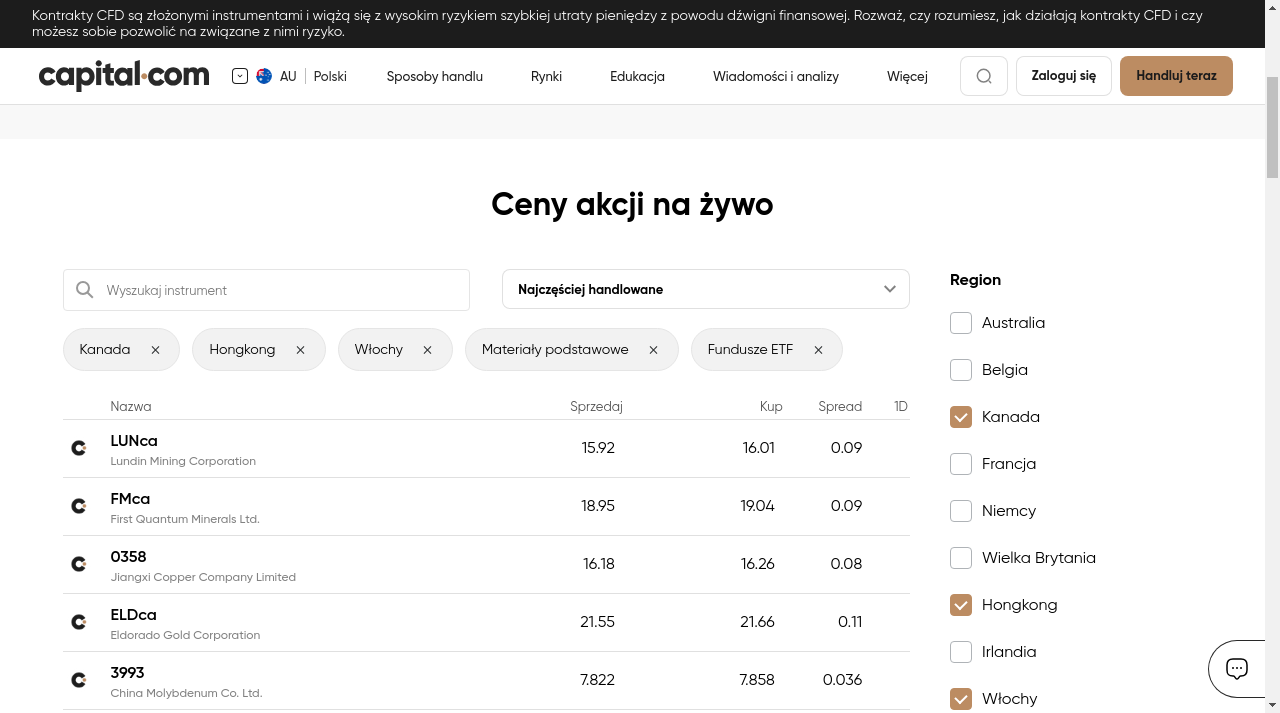 Kontrakty CFD są złożonymi instrumentami i wiążą się z wysokim ryzykiem szybkiej utraty pieniędzy z powodu dźwigni finansowej. Rozważ, czy rozumiesz, jak działają kontrakty CFD i czy
możesz sobie pozwolić na związane z nimi ryzyko.
capital.com AU Polski Sposoby handlu Rynki Edukacja Wiadomości i analizy Więcej Zaloguj się Handluj teraz
Ceny akcji na żywo
Wyszukaj instrument Najczęściej handlowane
Kanada × Hongkong × Włochy × Materiały podstawowe × Fundusze ETF ×
Nazwa Sprzedaj Kup Spread 1D
LUNca 15.92 16.01 0.09
Lundin Mining Corporation
FMca 18.95 19.04 0.09
First Quantum Minerals Ltd.
0358 16.18 16.26 0.08
Jiangxi Copper Company Limited
ELDca 21.55 21.66 0.11
Eldorado Gold Corporation
3993 7.822 7.858 0.036
China Molybdenum Co. Ltd.
Region
Australia
Belgia
Kanada
Francja
Niemcy
Wielka Brytania
Hongkong
Irlandia
Włochy